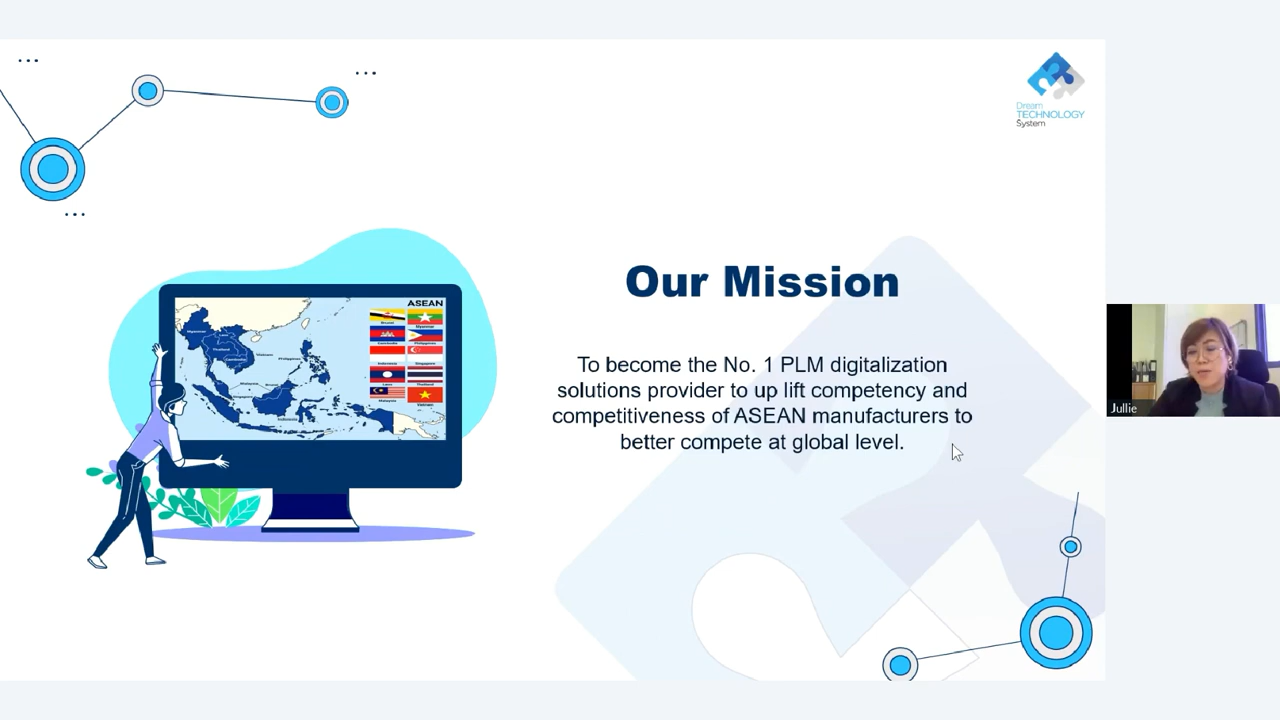 Dream
TECHNOLOGY
System
ASEAN
Our Mission
To become the No. 1 PLM digitalization
solutions provider to up lift competency and
competitiveness of ASEAN manufacturers to
better compete at global level.
Jullie